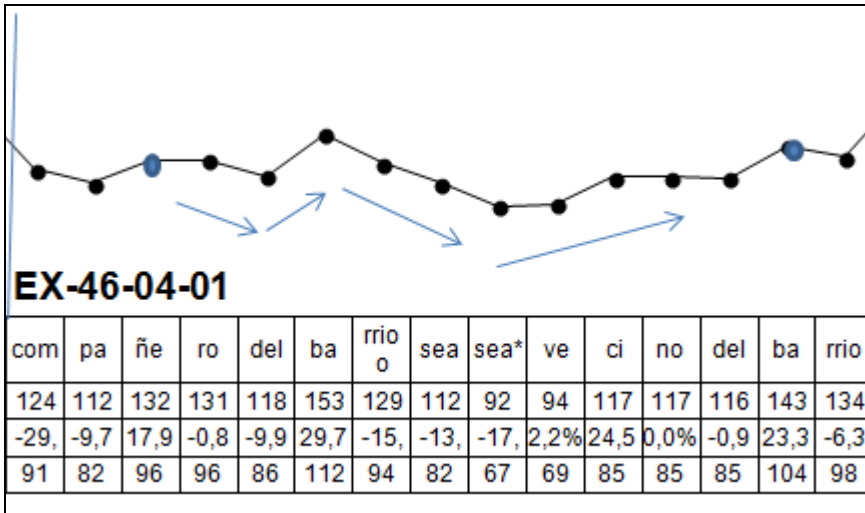 EX-46-04-01
com pa ñe ro del ba rrio o sea sea* ve ci no del ba rrio
124 112 132 131 118 153 129 112 92 94 117 117 116 143 134
-29, -9,7 17,9 -0,8 -9,9 29,7 -15, -13, -17, 2,2% 24,5 0,0% -0,9 23,3 -6,3
91 82 96 96 86 112 94 82 67 69 85 85 85 104 98